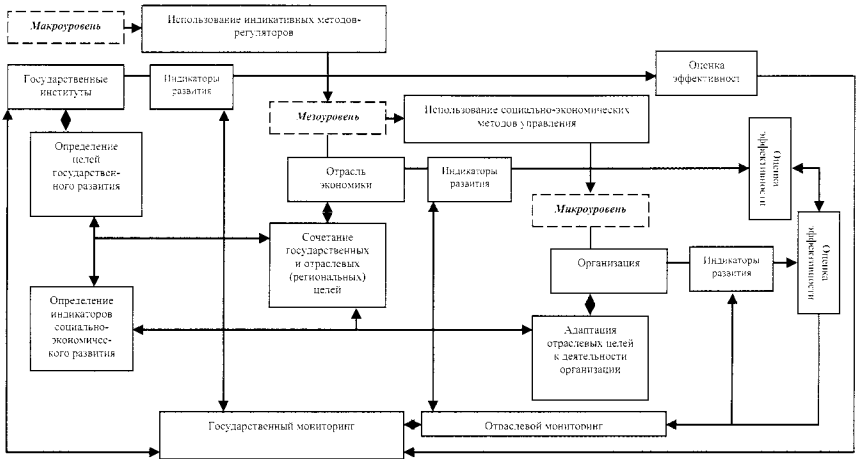 Макроуровень
Использование индикативных методов-
регуляторов
Государственные
институты
Индикаторы
развития
Оценка
эффективност
Мезоуровень
Использование социально-экономических
методов управления
Определение
целей
государствен-
ного развития
Отрасль
экономики
Индикаторы
развития
Оценка
эффективности
Микроуровень
Сочетание
государственных
и отраслевых
(региональных)
целей
Организация
Индикаторы
развития
Оценка
эффективности
Определение
индикаторов
социально-
экономичес-
кого развития
Адаптация
отраслевых целей
к деятельности
организации
Государственный мониторинг
Отраслевой мониторинг